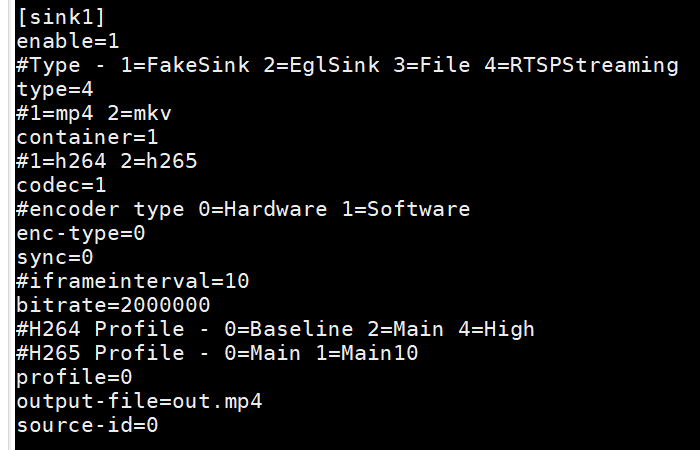 [sink1]
enable=1
#Type - 1=FakeSink 2=EglSink 3=File 4=RTSPStreaming
type=4
#1=mp4 2=mkv
container=1
#1=h264 2=h265
codec=1
#encoder type 0=Hardware 1=Software
enc-type=0
sync=0
#iframeinterval=10
bitrate=2000000
#H264 Profile - 0=Baseline 2=Main 4=High
#H265 Profile - 0=Main 1=Main10
profile=0
output-file=out.mp4
source-id=0